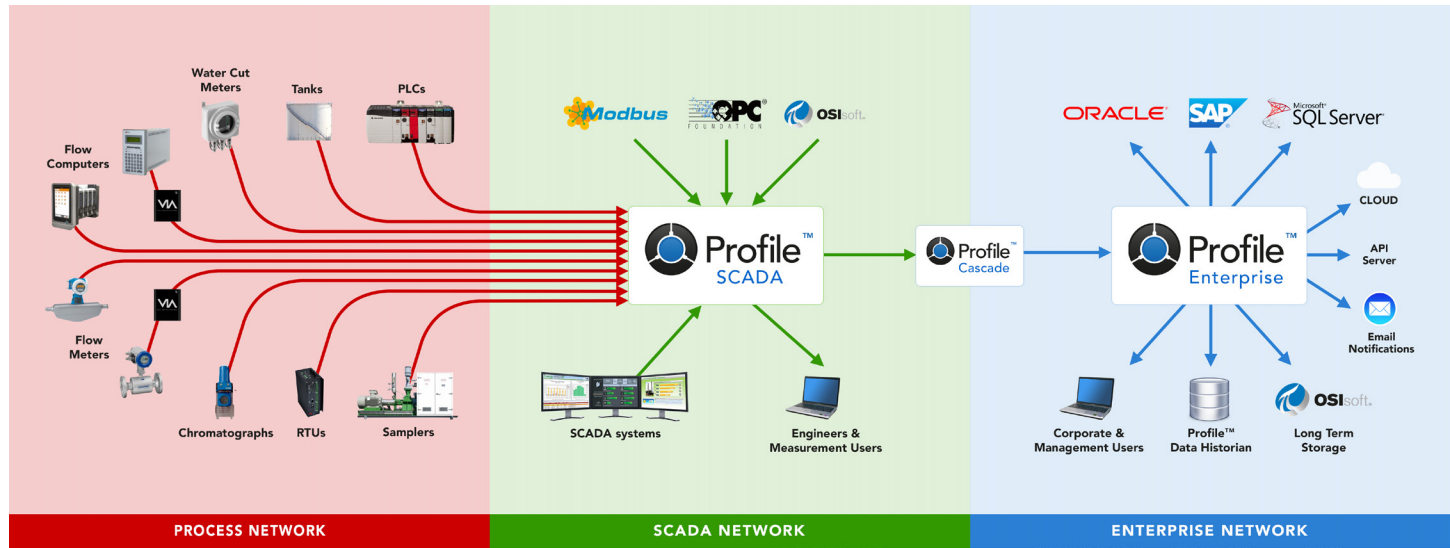 Water Cut
Meters
Tanks
PLCs
Flow
Computers
VIA
VIA
Flow
Meters
Chromatographs
RTUs
Samplers
PROCESS NETWORK
Modbus
OPC®
FOUNDATION
OSIsoft®
Profile™
SCADA
Profile™
Cascade
SCADA systems
Engineers &
Measurement Users
SCADA NETWORK
ORACLE®
SAP®
Microsoft®
SQL Server®
CLOUD
Profile™
Enterprise
API
Server
Email
Notifications
Corporate &
Management Users
Profile™
Data Historian
OSIsoft®
Long Term
Storage
ENTERPRISE NETWORK